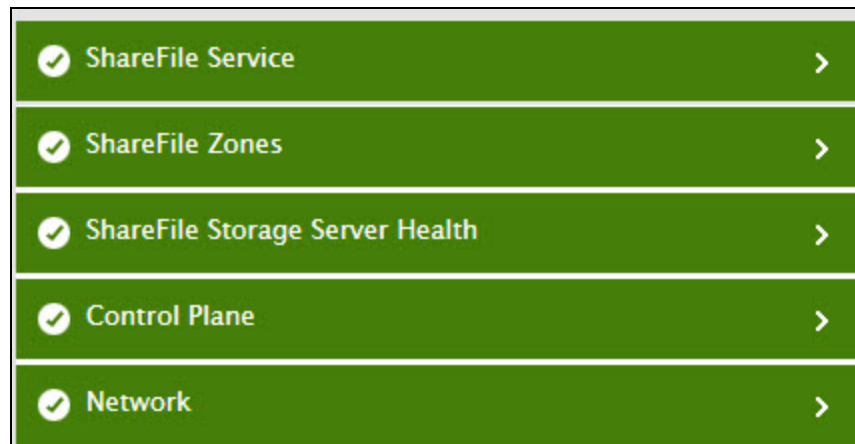 ShareFile Service
ShareFile Zones
ShareFile Storage Server Health
Control Plane
Network